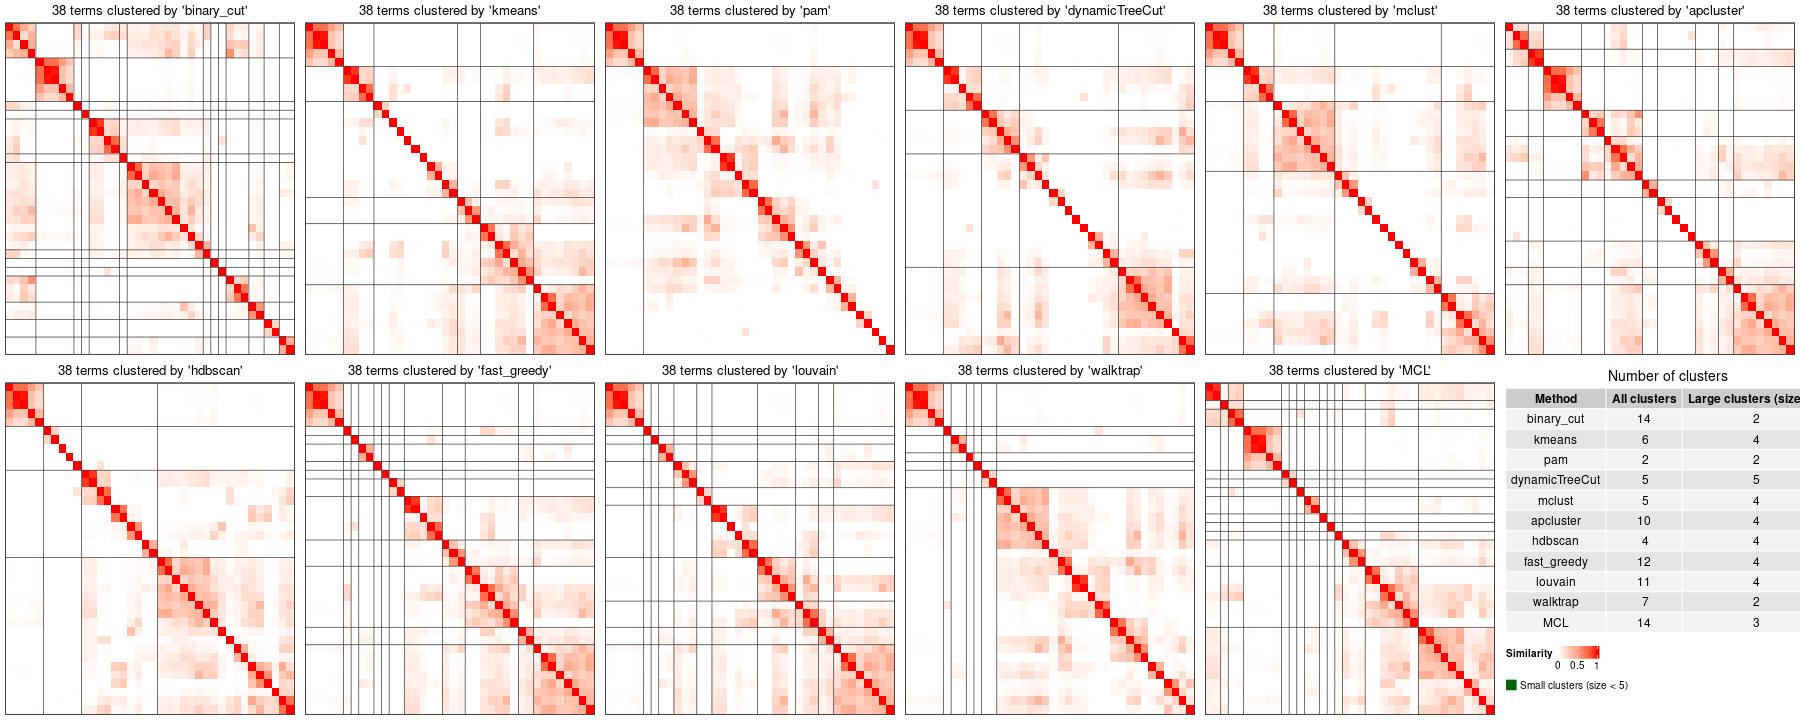 38 terms clustered by 'binary_cut'
38 terms clustered by 'kmeans'
38 terms clustered by 'pam'
38 terms clustered by 'dynamicTreeCut'
38 terms clustered by 'mclust'
38 terms clustered by 'apcluster'
38 terms clustered by 'hdbscan'
38 terms clustered by 'fast_greedy'
38 terms clustered by 'louvain'
38 terms clustered by 'walktrap'
38 terms clustered by 'MCL'
Number of clusters
Method All clusters Large clusters (size
binary_cut 14 2
kmeans 6 4
pam 2 2
dynamicTreeCut 5 5
mclust 5 4
apcluster 10 4
hdbscan 4 4
fast_greedy 12 4
louvain 11 4
walktrap 7 2
MCL 14 3
Similarity
0 0.5 1
Small clusters (size < 5)